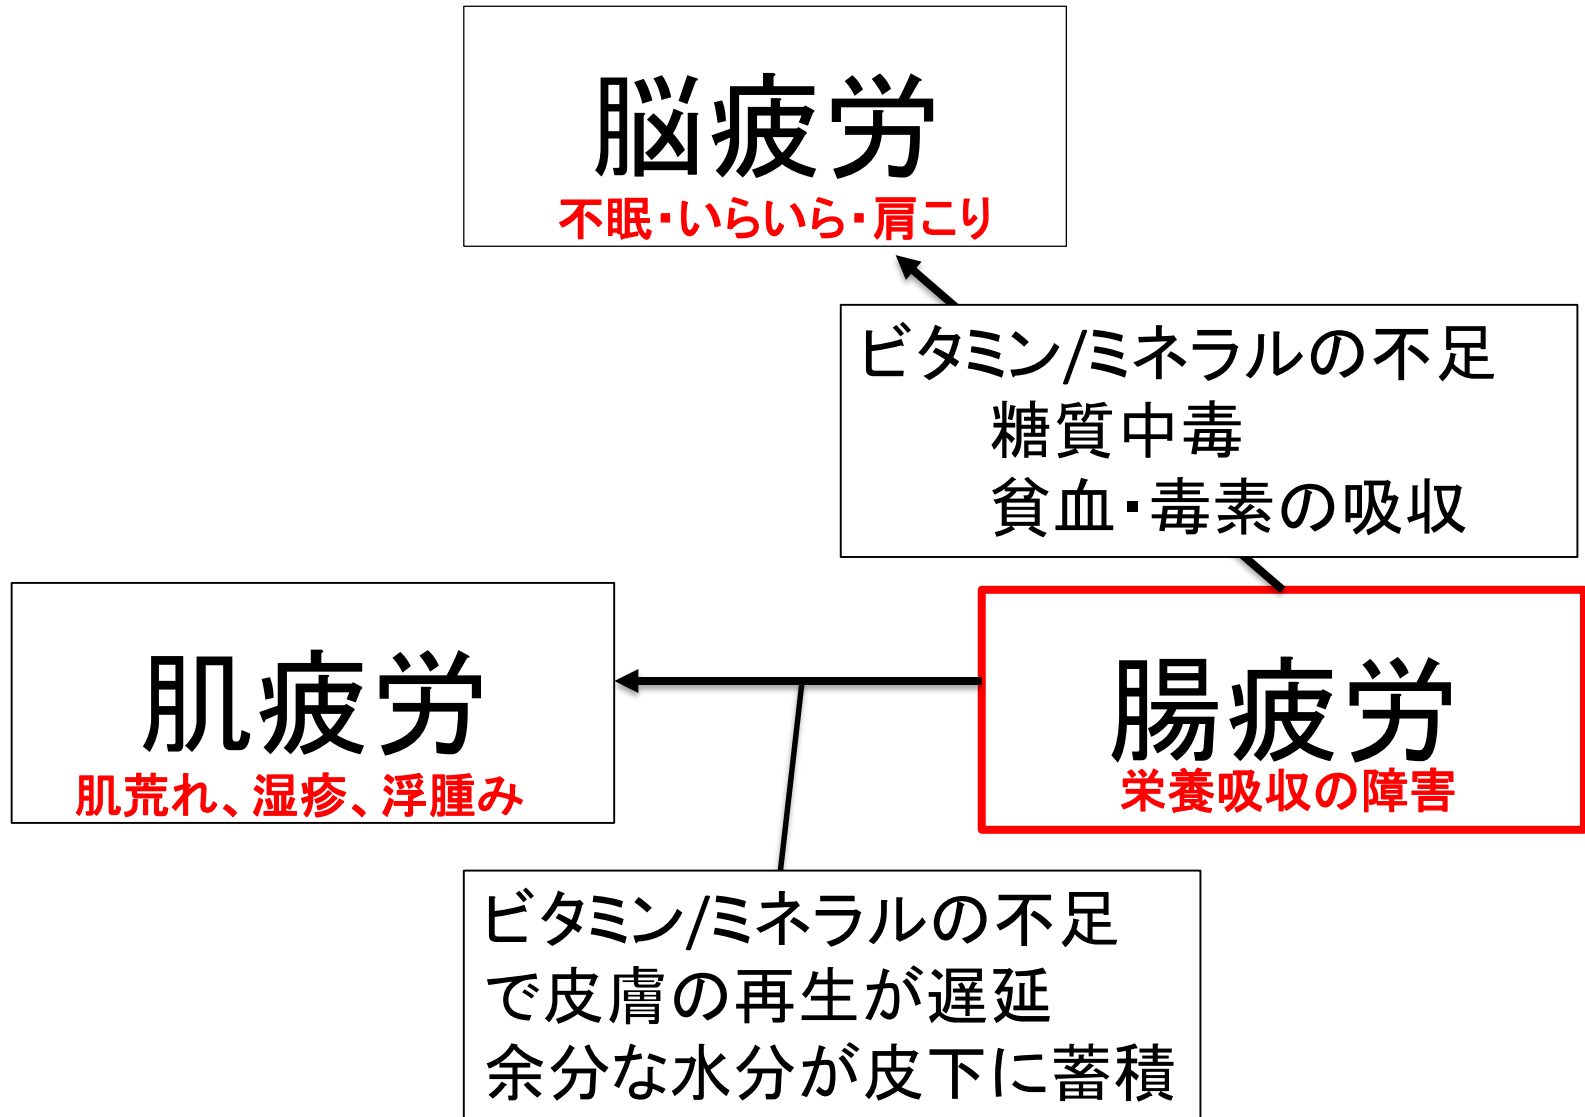 脳疲労
不眠・いらいら・肩こり
ビタミン/ミネラルの不足
糖質中毒
貧血・毒素の吸収
肌疲労
肌荒れ、湿疹、浮腫み
腸疲労
栄養吸収の障害
ビタミン/ミネラルの不足
で皮膚の再生が遅延
余分な水分が皮下に蓄積